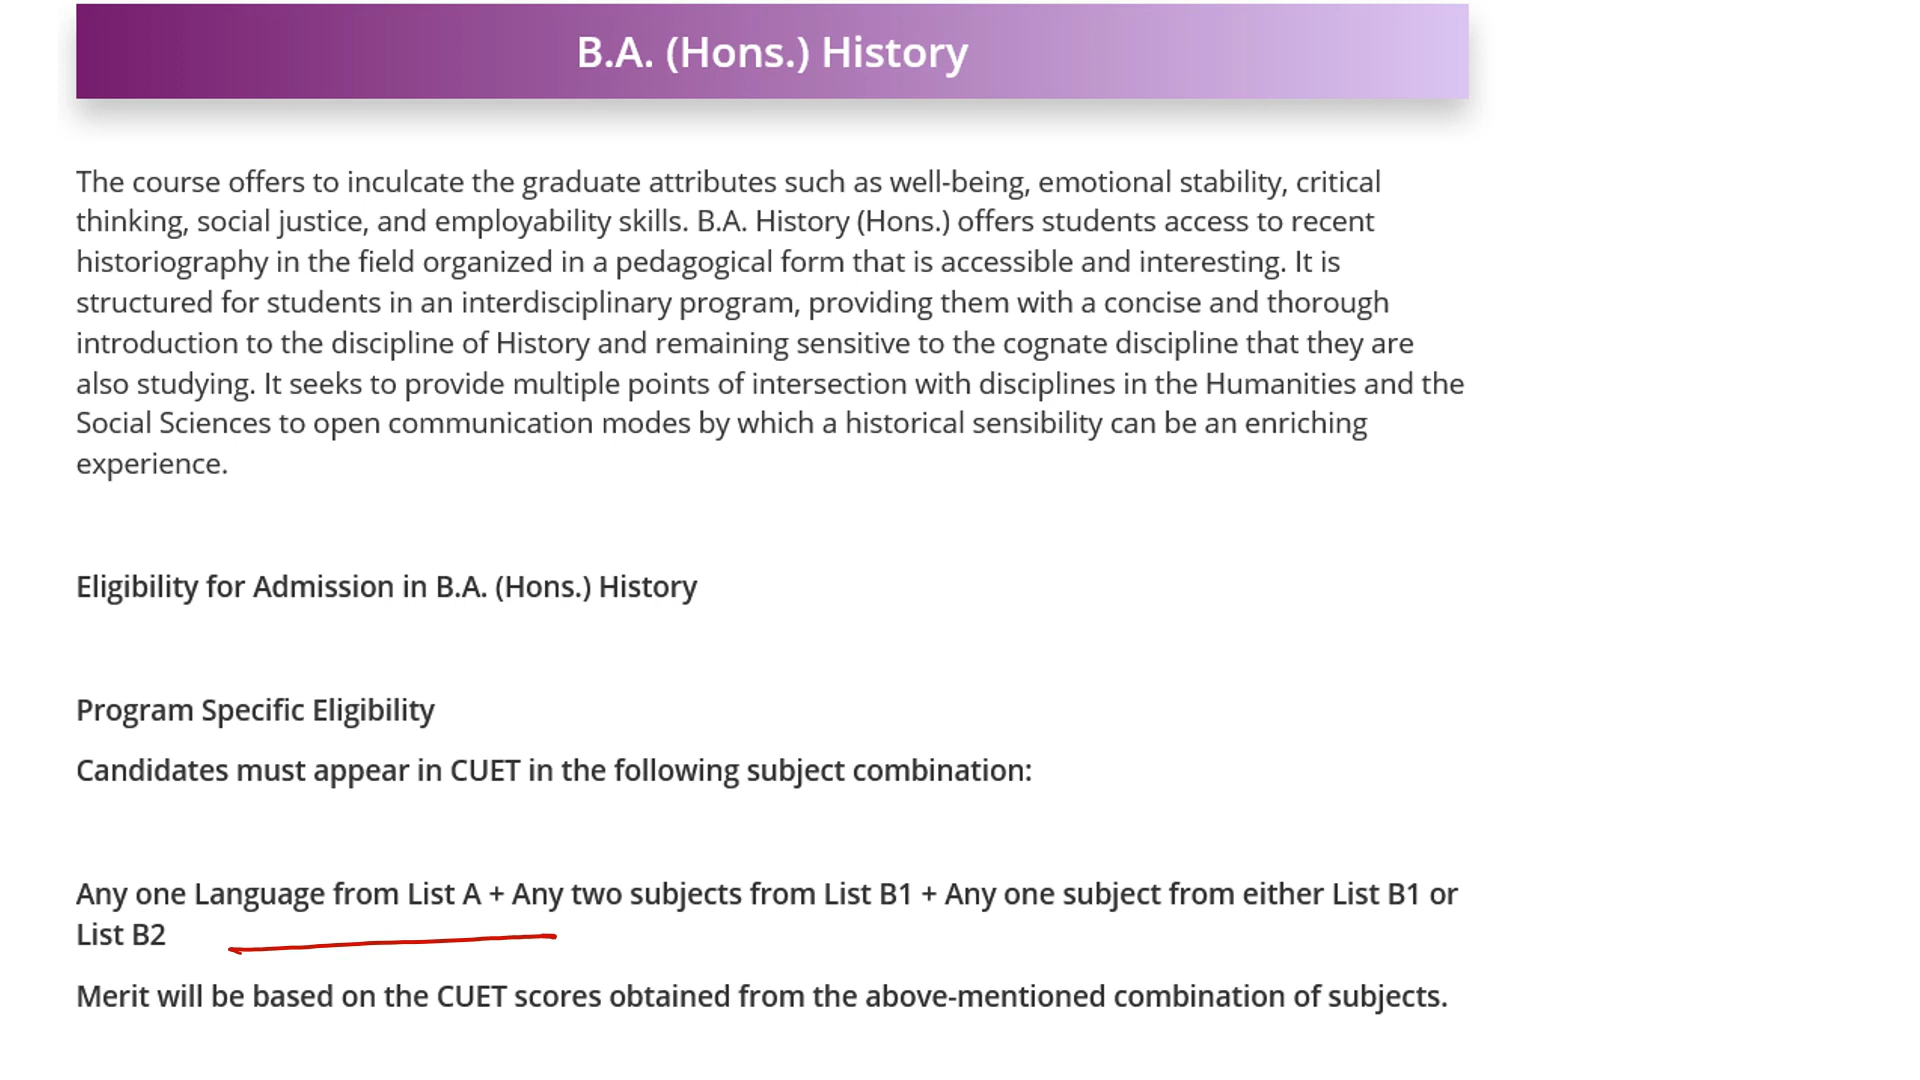 B.A. (Hons.) History
The course offers to inculcate the graduate attributes such as well-being, emotional stability, critical
thinking, social justice, and employability skills. B.A. History (Hons.) offers students access to recent
historiography in the field organized in a pedagogical form that is accessible and interesting. It is
structured for students in an interdisciplinary program, providing them with a concise and thorough
introduction to the discipline of History and remaining sensitive to the cognate discipline that they are
also studying. It seeks to provide multiple points of intersection with disciplines in the Humanities and the
Social Sciences to open communication modes by which a historical sensibility can be an enriching
experience.
Eligibility for Admission in B.A. (Hons.) History
Program Specific Eligibility
Candidates must appear in CUET in the following subject combination:
Any one Language from List A + Any two subjects from List B1 + Any one subject from either List B1 or
List B2
Merit will be based on the CUET scores obtained from the above-mentioned combination of subjects.